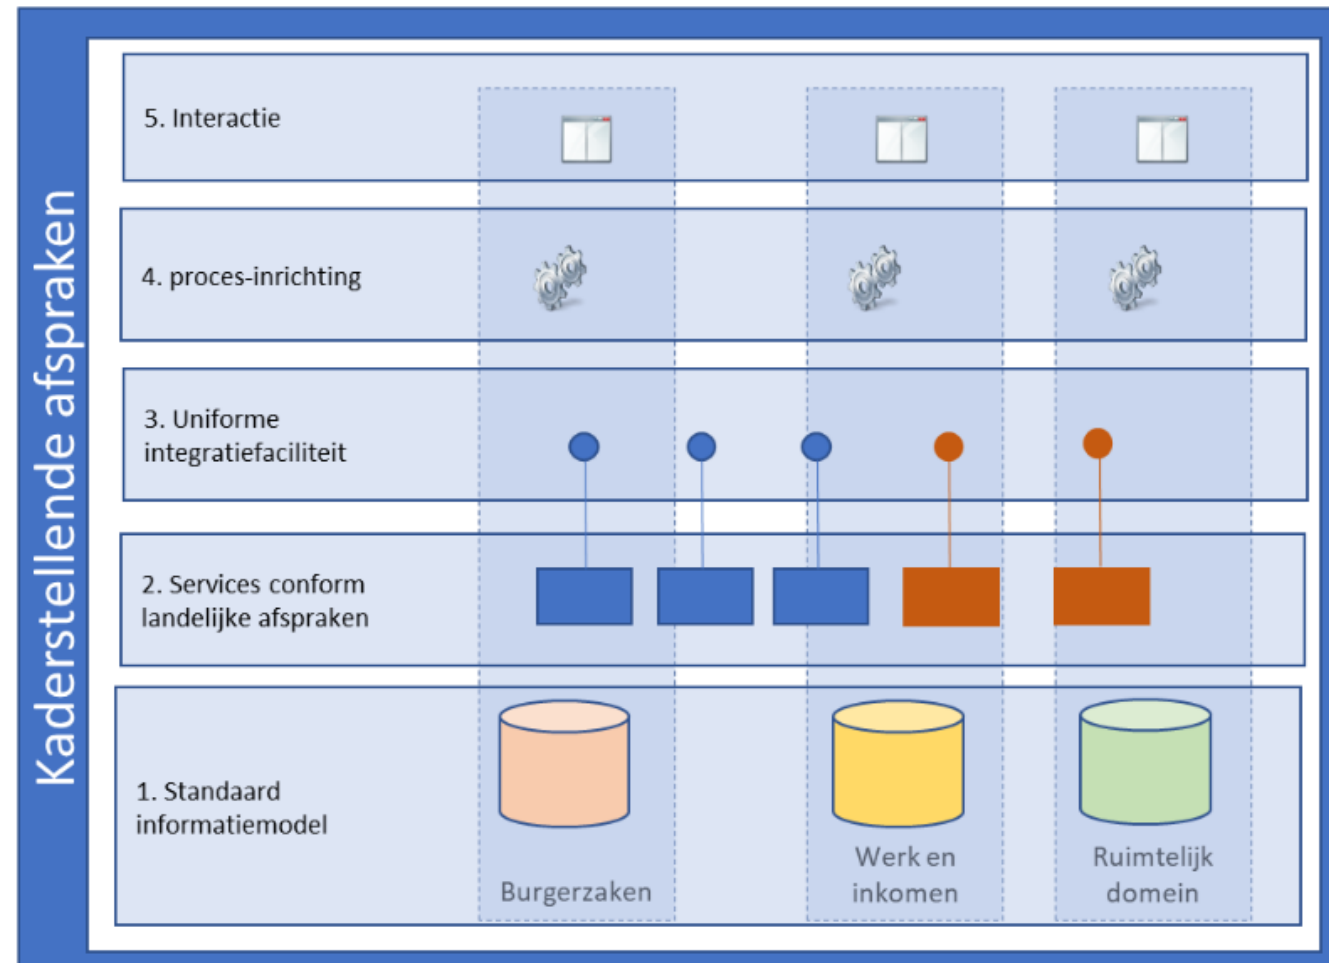 Kaderstellende afspraken
5. Interactie
4. proces-inrichting
3. Uniforme
integratiefaciliteit
2. Services conform
landelijke afspraken
1. Standaard
informatiemodel
Burgerzaken
Werk en
inkomen
Ruimtelijk
domein